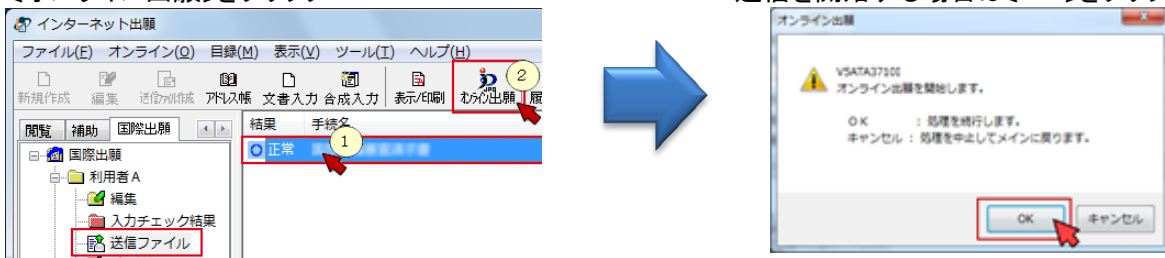 インターネット出願
ファイル(F) オンライン(O) 目録(M) 表示(V) ツール(T) ヘルプ(H)
新規作成 編集 送信ファイル作成 アドレス帳 文書入力 合成入力 表示/印刷 オンライン出願
2
閲覧 補助 国際出願
結果 手続名
正常
1
国際出願
利用者A
編集
入力チェック結果
送信ファイル
オンライン出願
オンライン出願を開始します。
OK : 処理を続行します。
キャンセル : 処理を中止してメインに戻ります。
OK キャンセル